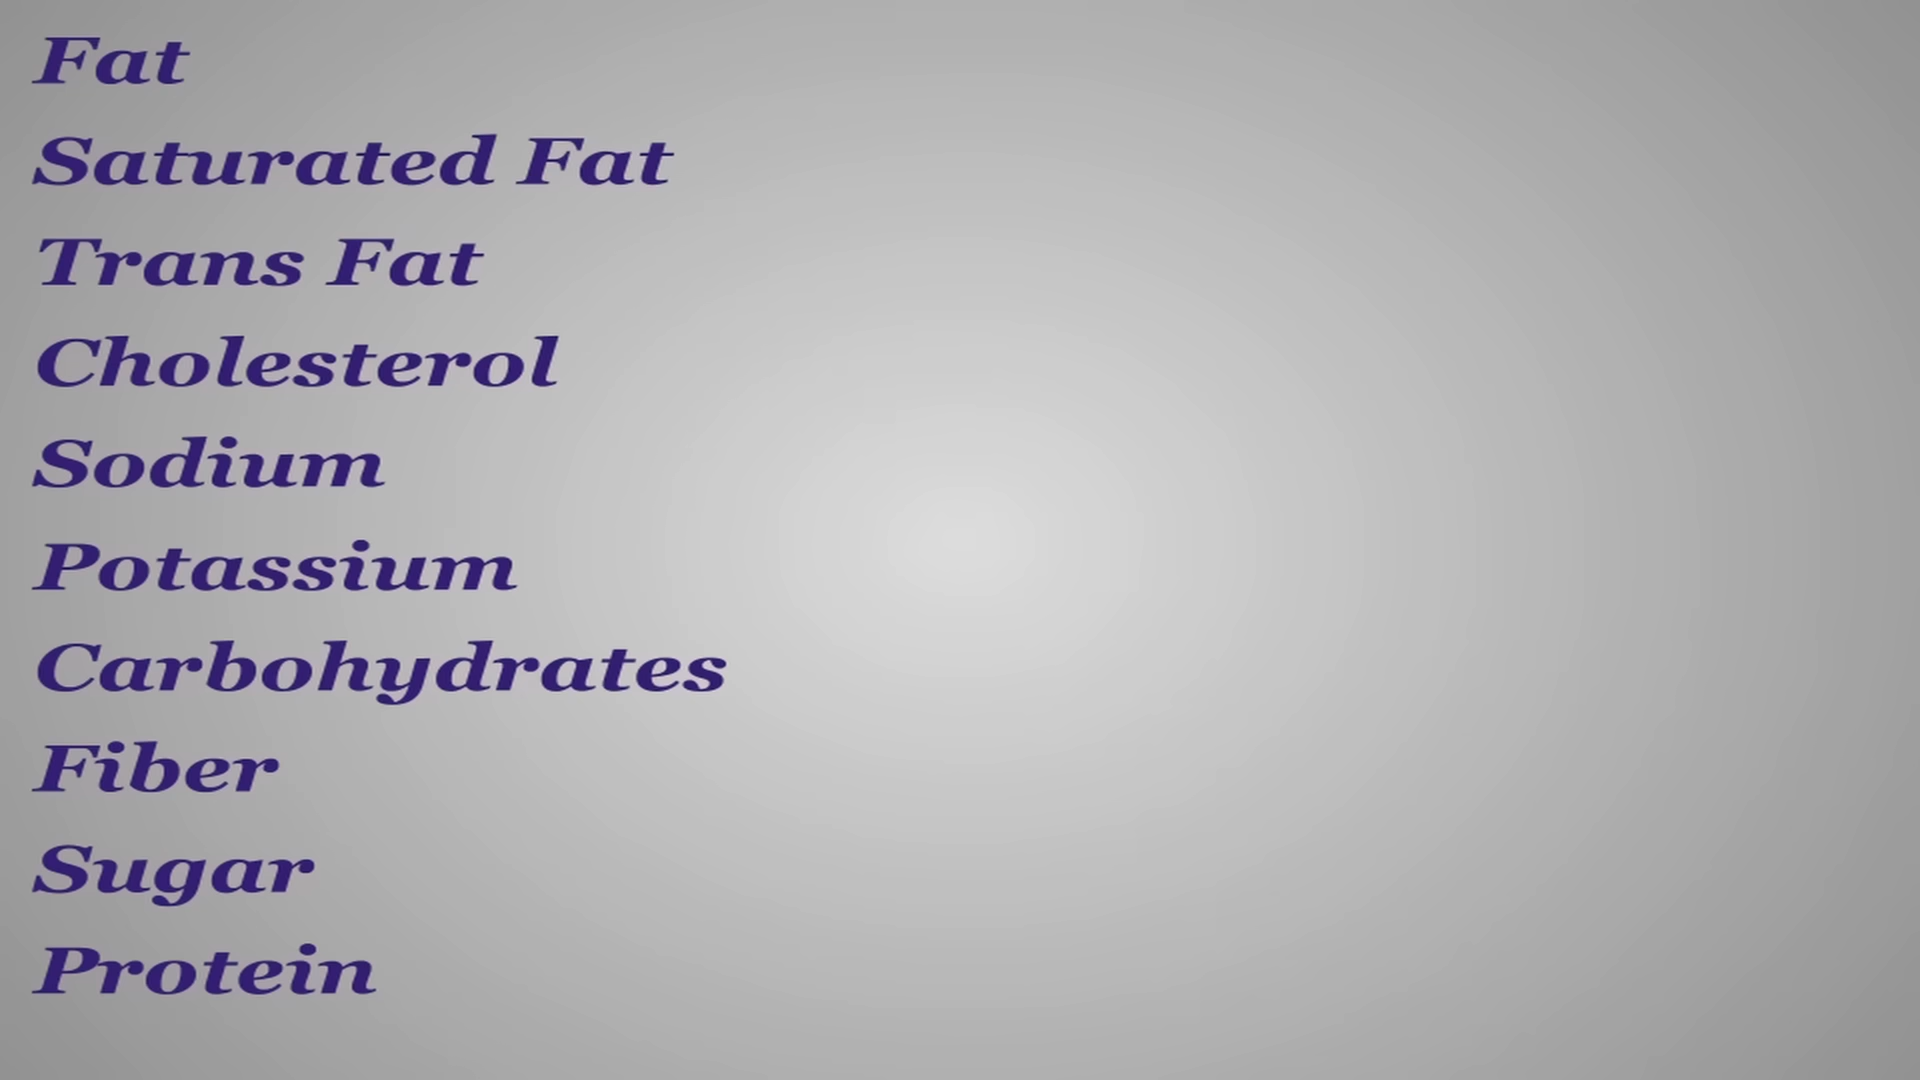 Fat
Saturated Fat
Trans Fat
Cholesterol
Sodium
Potassium
Carbohydrates
Fiber
Sugar
Protein